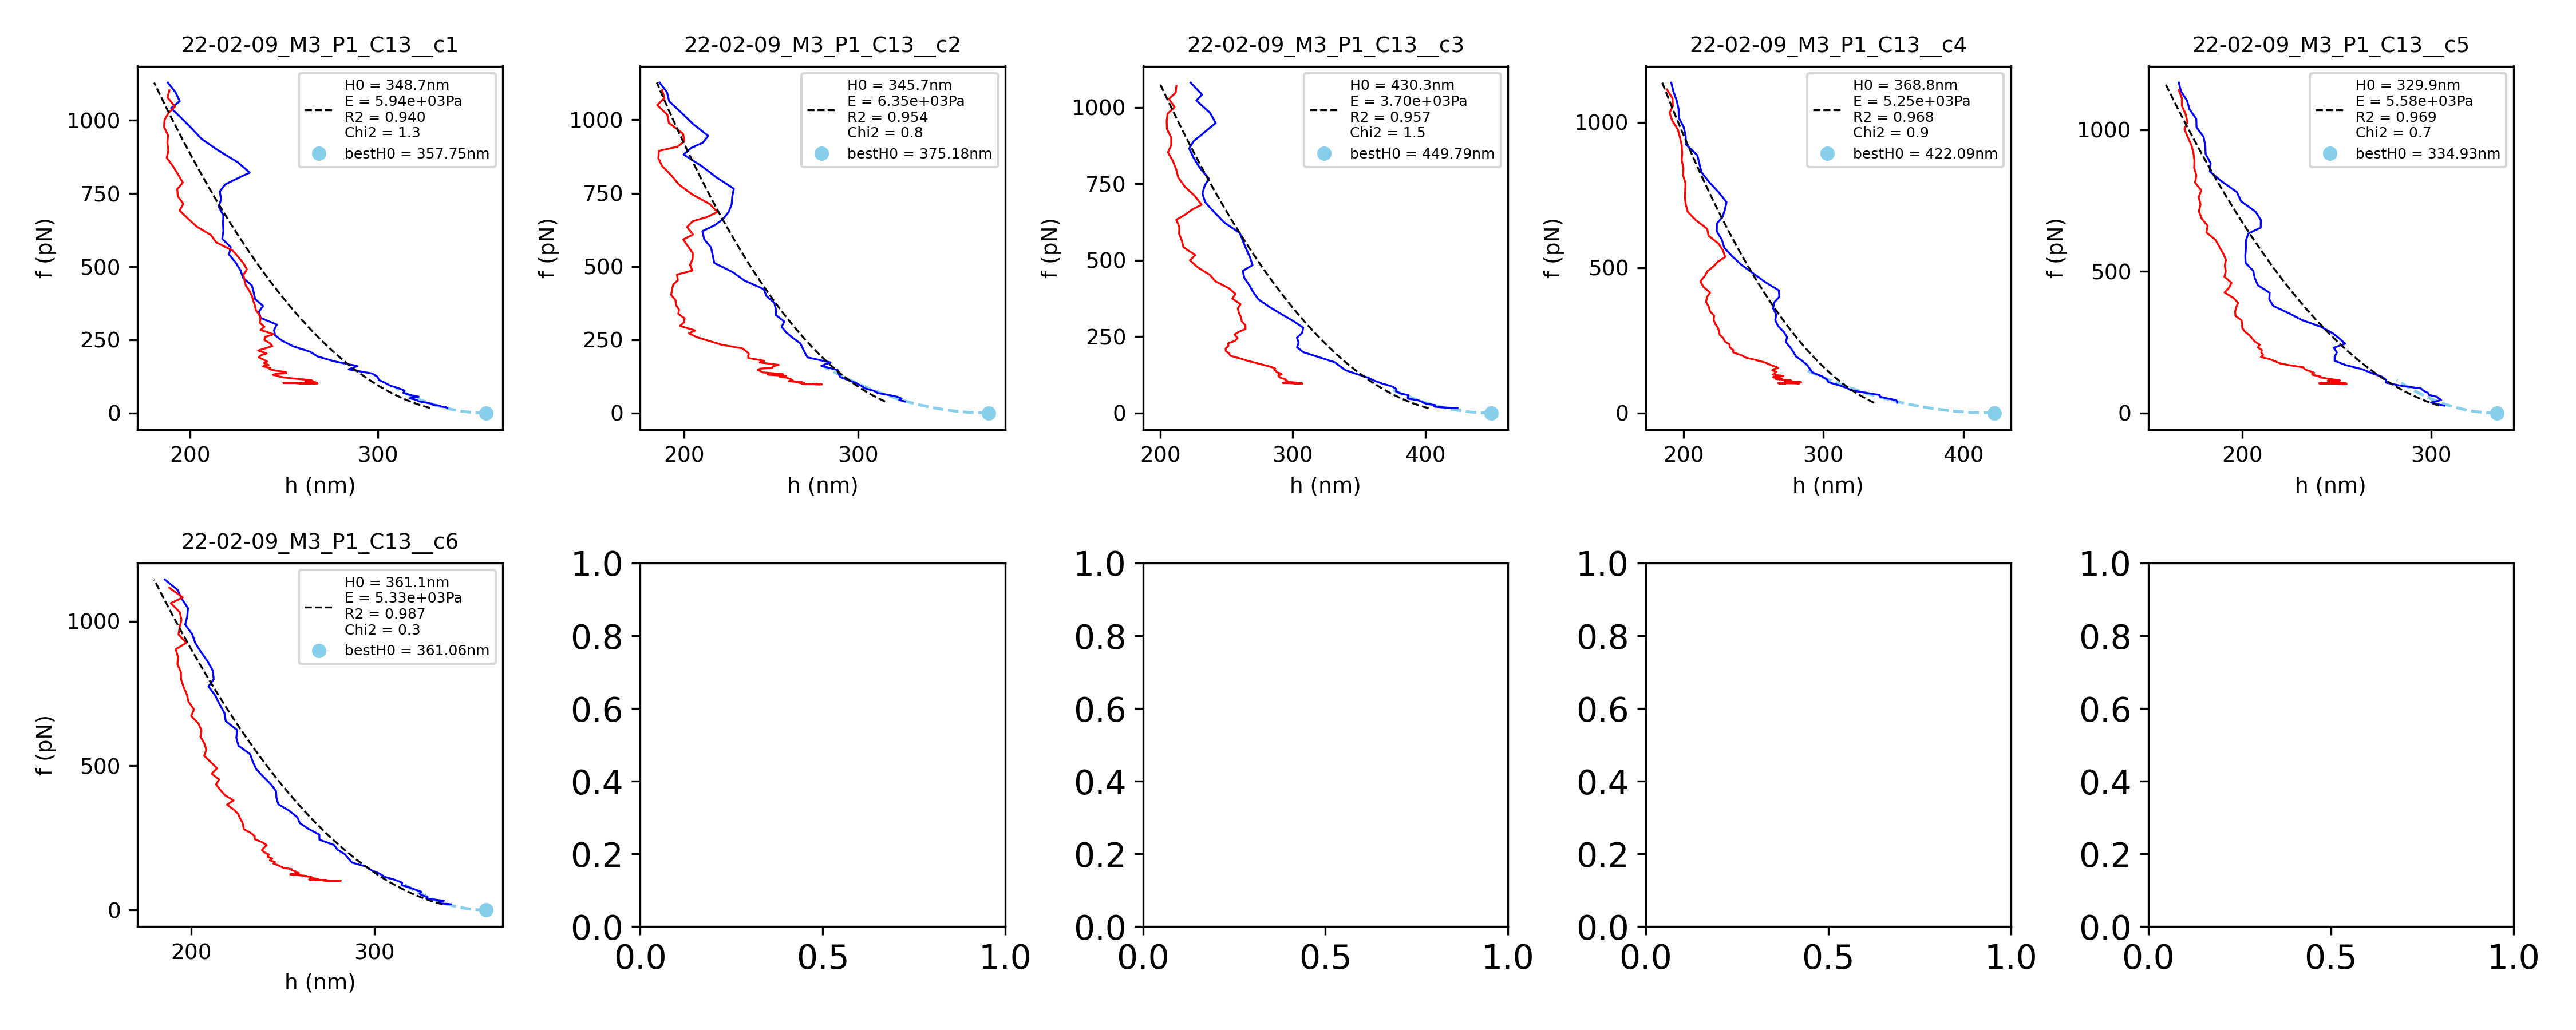 22-02-09_M3_P1_C13__c1
H0 = 348.7nm
E = 5.94e+03Pa
R2 = 0.940
Chi2 = 1.3
bestH0 = 357.75nm
1000
750
500
250
0
f (pN)
200 300
h (nm)
22-02-09_M3_P1_C13__c2
H0 = 345.7nm
E = 6.35e+03Pa
R2 = 0.954
Chi2 = 0.8
bestH0 = 375.18nm
1000
750
500
250
0
f (pN)
200 300
h (nm)
22-02-09_M3_P1_C13__c3
H0 = 430.3nm
E = 3.70e+03Pa
R2 = 0.957
Chi2 = 1.5
bestH0 = 449.79nm
1000
750
500
250
0
f (pN)
200 300 400
h (nm)
22-02-09_M3_P1_C13__c4
H0 = 368.8nm
E = 5.25e+03Pa
R2 = 0.968
Chi2 = 0.9
bestH0 = 422.09nm
1000
500
0
f (pN)
200 300 400
h (nm)
22-02-09_M3_P1_C13__c5
H0 = 329.9nm
E = 5.58e+03Pa
R2 = 0.969
Chi2 = 0.7
bestH0 = 334.93nm
1000
500
0
f (pN)
200 300
h (nm)
22-02-09_M3_P1_C13__c6
H0 = 361.1nm
E = 5.33e+03Pa
R2 = 0.987
Chi2 = 0.3
bestH0 = 361.06nm
1000
500
0
f (pN)
200 300
h (nm)
1.0
0.8
0.6
0.4
0.2
0.0
0.0 0.5 1.0
1.0
0.8
0.6
0.4
0.2
0.0
0.0 0.5 1.0
1.0
0.8
0.6
0.4
0.2
0.0
0.0 0.5 1.0
1.0
0.8
0.6
0.4
0.2
0.0
0.0 0.5 1.0